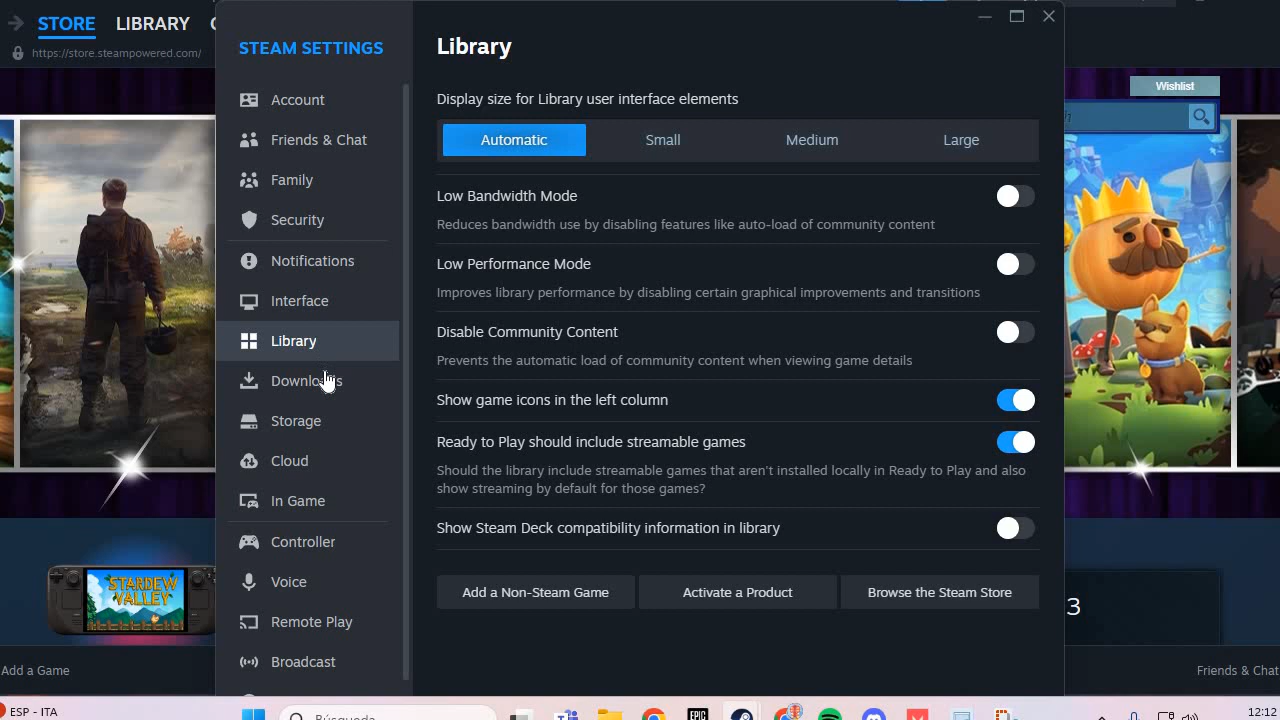 STORE
LIBRARY
https://store.steampowered.com/
STEAM SETTINGS
Account
Friends & Chat
Family
Security
Notifications
Interface
Library
Downloads
Storage
Cloud
In Game
Controller
Voice
Remote Play
Broadcast
Library
Display size for Library user interface elements
Automatic
Small
Medium
Large
Low Bandwidth Mode
Reduces bandwidth use by disabling features like auto-load of community content
Low Performance Mode
Improves library performance by disabling certain graphical improvements and transitions
Disable Community Content
Prevents the automatic load of community content when viewing game details
Show game icons in the left column
Ready to Play should include streamable games
Should the library include streamable games that aren't installed locally in Ready to Play and also
show streaming by default for those games?
Show Steam Deck compatibility information in library
Add a Non-Steam Game
Activate a Product
Browse the Steam Store
Wishlist
STARDEW
VALLEY
3
Add a Game
Friends & Chat
ESP - ITA
Búsqueda
EPIC
12:12